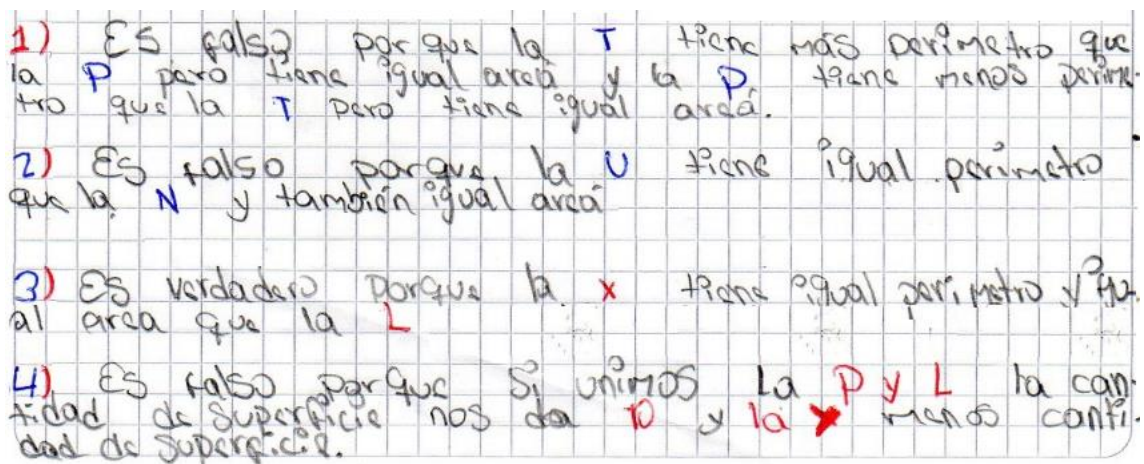 1) Es falso porque la T tiene más perimetro que
la P pero tiene igual areá y la P tiene menos perime-
tro que la T pero tiene igual areá.
2) Es falso porque la U tiene igual perimetro
que la N y también igual areá
3) Es verdadero porque la x tiene igual perimetro y igu-
al area que la L
4) Es falso porque si unimos la P y L la can-
tidad de superficie nos da 10 y la menos canti-
dad de superficie.